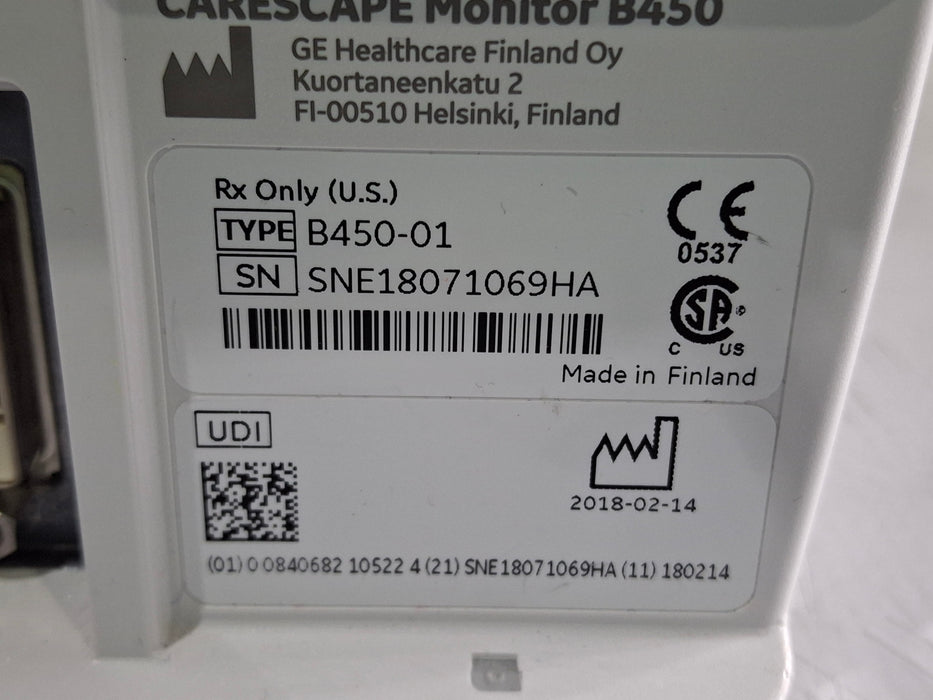 CARESCAPE Monitor B450
GE Healthcare Finland Oy
Kuortaneenkatu 2
FI-00510 Helsinki, Finland
Rx Only (U.S.)
TYPE B450-01
SN SNE18071069HA
CE
0537
SA
C US
Made in Finland
UDI
2018-02-14
(01) 0 0840682 10522 4 (21) SNE18071069HA (11) 180214